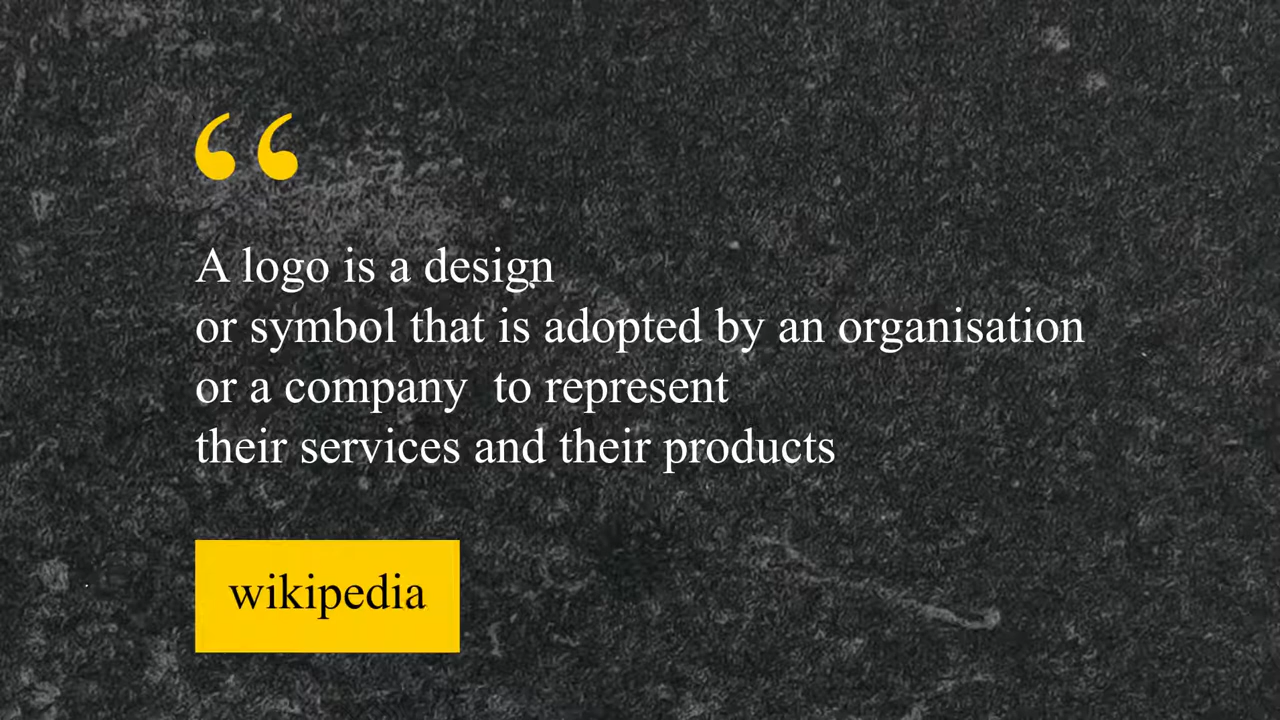 “
A logo is a design
or symbol that is adopted by an organisation
or a company  to represent
their services and their products
wikipedia